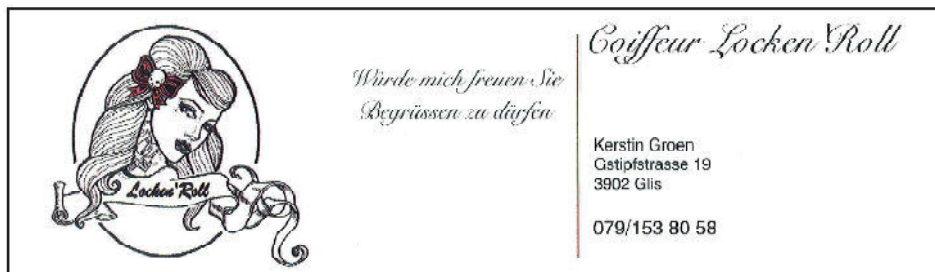 Locken'Roll
Würde mich freuen Sie
Begrüssen zu dürfen
Coiffeur Locken'Roll
Kerstin Groen
Gstipfstrasse 19
3902 Glis
079/153 80 58